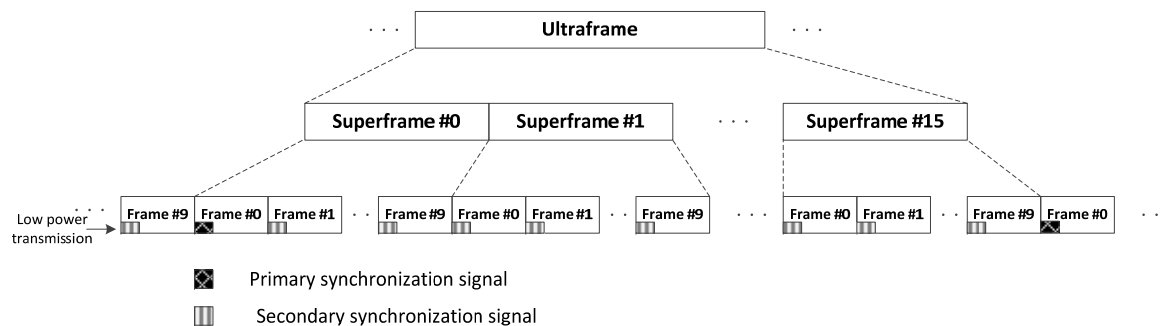 · · · Ultraframe · · ·
Superframe #0 Superframe #1 · · · Superframe #15
· · · Frame #9 Frame #0 Frame #1 · · Frame #9 Frame #0 Frame #1 · · Frame #9 · · · Frame #0 Frame #1 · · Frame #9 Frame #0 · ·
Low power
transmission
Primary synchronization signal
Secondary synchronization signal